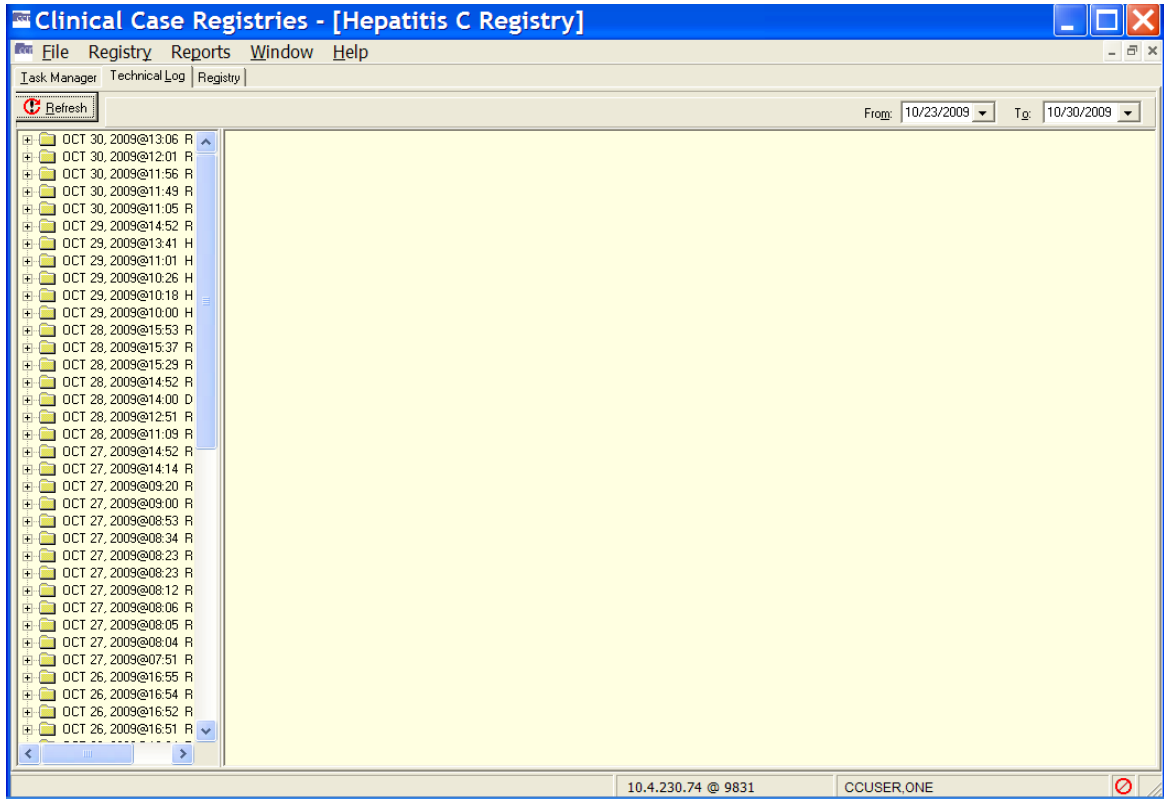 Clinical Case Registries - [Hepatitis C Registry]
File Registry Reports Window Help
Task Manager Technical Log Registry
Refresh From: 10/23/2009 To: 10/30/2009
OCT 30, 2009@13:06 R
OCT 30, 2009@12:01 R
OCT 30, 2009@11:56 R
OCT 30, 2009@11:49 R
OCT 30, 2009@11:05 R
OCT 29, 2009@14:52 R
OCT 29, 2009@13:41 H
OCT 29, 2009@11:01 H
OCT 29, 2009@10:26 H
OCT 29, 2009@10:18 H
OCT 29, 2009@10:00 H
OCT 28, 2009@15:53 R
OCT 28, 2009@15:37 R
OCT 28, 2009@15:29 R
OCT 28, 2009@14:52 R
OCT 28, 2009@14:00 D
OCT 28, 2009@12:51 R
OCT 28, 2009@11:09 R
OCT 27, 2009@14:52 R
OCT 27, 2009@14:14 R
OCT 27, 2009@09:20 R
OCT 27, 2009@09:00 R
OCT 27, 2009@08:53 R
OCT 27, 2009@08:34 R
OCT 27, 2009@08:23 R
OCT 27, 2009@08:23 R
OCT 27, 2009@08:12 R
OCT 27, 2009@08:06 R
OCT 27, 2009@08:05 R
OCT 27, 2009@08:04 R
OCT 27, 2009@07:51 R
OCT 26, 2009@16:55 R
OCT 26, 2009@16:54 R
OCT 26, 2009@16:52 R
OCT 26, 2009@16:51 R
10.4.230.74 @ 9831 CCUSER,ONE